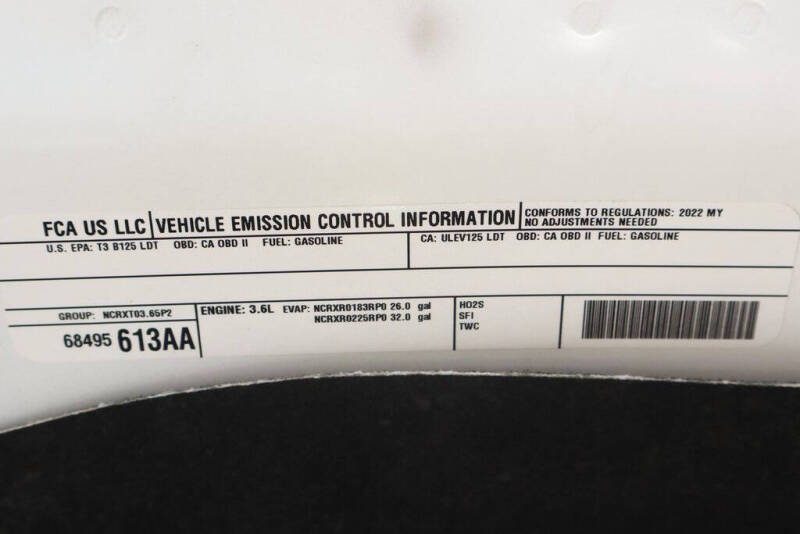 FCA US LLC VEHICLE EMISSION CONTROL INFORMATION
CONFORMS TO REGULATIONS: 2022 MY
NO ADJUSTMENTS NEEDED
U.S. EPA: T3 B125 LDT OBD: CA OBD II FUEL: GASOLINE
CA: ULEV125 LDT OBD: CA OBD II FUEL: GASOLINE
GROUP: NCRXT03.65P2
68495 613AA
ENGINE: 3.6L EVAP: NCRXR0183RP0 26.0 gal
NCRXR0225RP0 32.0 gal
HO2S
SFI
TWC